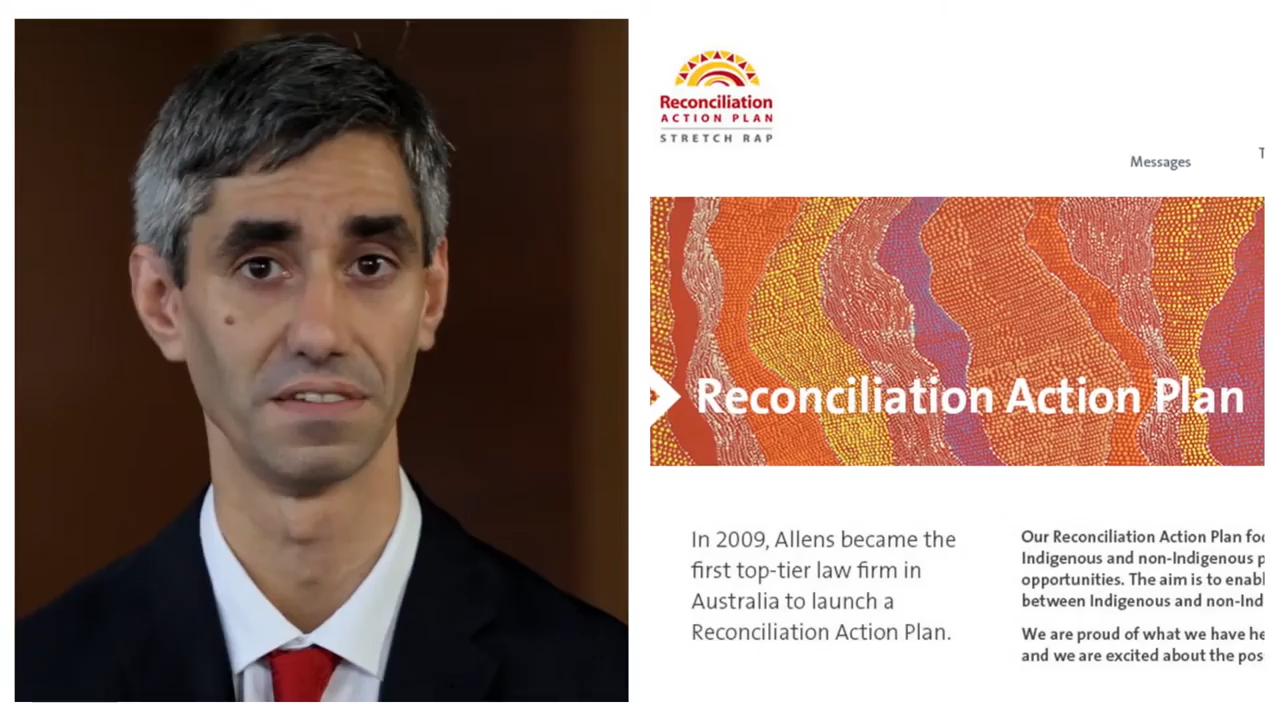 Reconciliation
ACTION PLAN
STRETCH RAP
Messages
T
Reconciliation Action Plan
In 2009, Allens became the
first top-tier law firm in
Australia to launch a
Reconciliation Action Plan.
Our Reconciliation Action Plan
Indigenous and non-Indigenous
opportunities. The aim is to
between Indigenous and
We are proud of what we have
and we are excited about the